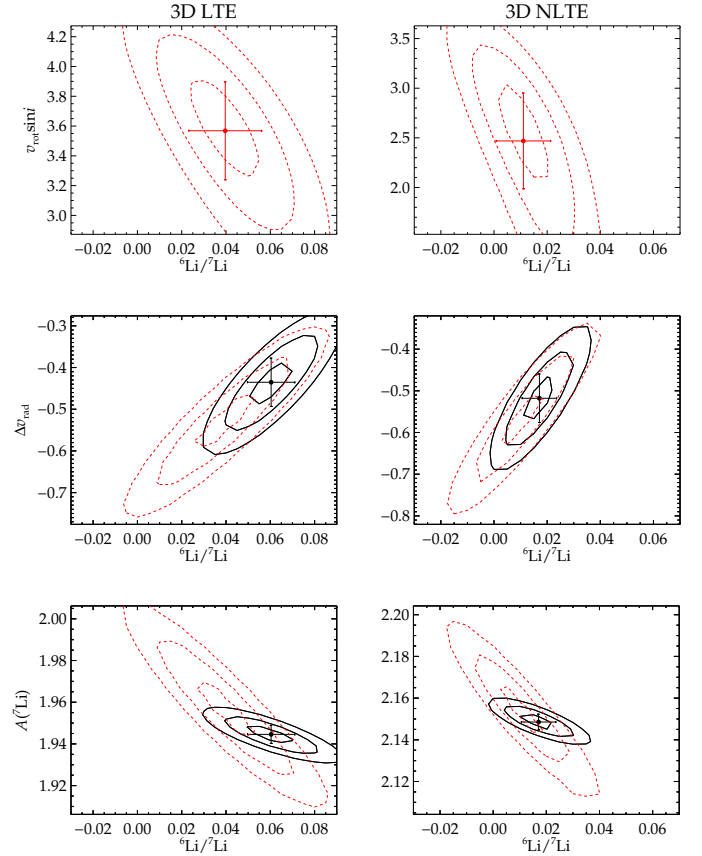 3D LTE 3D NLTE
4.2
4.0
3.8
3.6
3.4
3.2
3.0
v_rot sin i
−0.02 0.00 0.02 0.04 0.06 0.08
⁶Li/⁷Li
3.5
3.0
2.5
2.0
−0.02 0.00 0.02 0.04 0.06
⁶Li/⁷Li
−0.3
−0.4
−0.5
−0.6
−0.7
Δv_rad
−0.02 0.00 0.02 0.04 0.06 0.08
⁶Li/⁷Li
−0.4
−0.5
−0.6
−0.7
−0.8
−0.02 0.00 0.02 0.04 0.06
⁶Li/⁷Li
2.00
1.98
1.96
1.94
1.92
A(⁷Li)
−0.02 0.00 0.02 0.04 0.06 0.08
⁶Li/⁷Li
2.20
2.18
2.16
2.14
2.12
−0.02 0.00 0.02 0.04 0.06
⁶Li/⁷Li